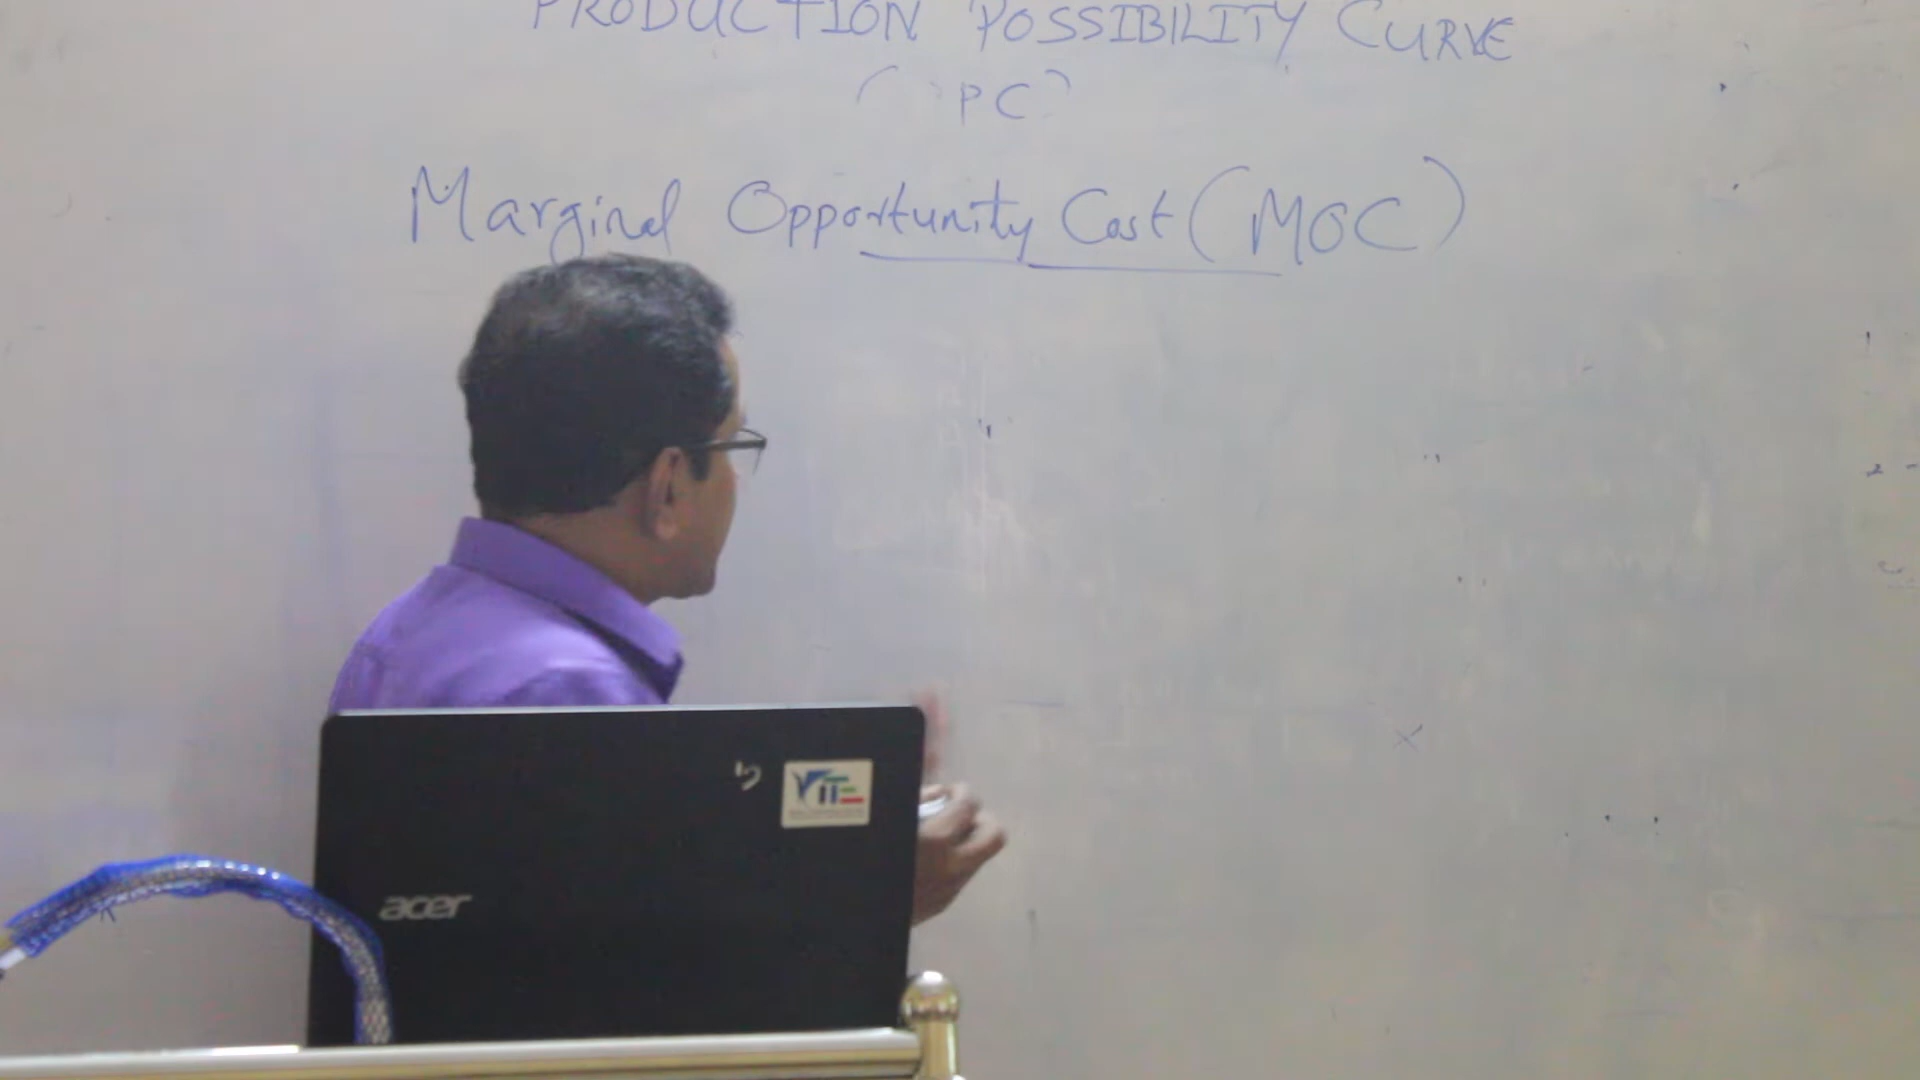 PRODUCTION POSSIBILITY CURVE
( PC)
Marginal Opportunity Cost (MOC)
acer